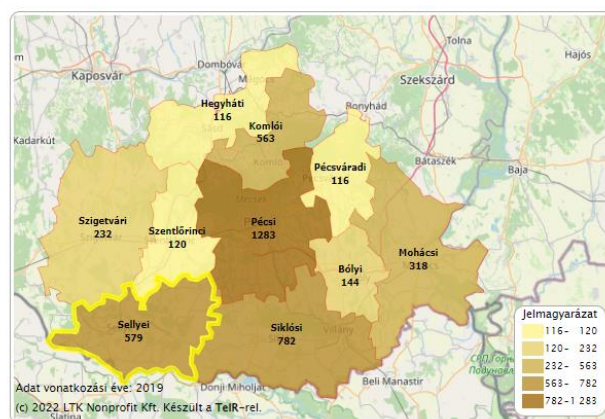 Tolna
Hajós
Dombóvár
Kaposvár
Szekszárd
Hegyháti
116
Komlói
563
Kadarkút
Bátaszék
Baja
Pécsváradi
116
Szigetvári
232
Szentlőrinci
120
Pécsi
1283
Mohácsi
318
Bólyi
144
Sellyei
579
Siklósi
782
Jelmagyarázat
116– 120
120– 232
232– 563
563– 782
782–1 283
Beli Manastir
Donji Miholjac
Slatina
Adat vonatkozási éve: 2019
(c) 2022 LTK Nonprofit Kft. Készült a TeIR-rel.